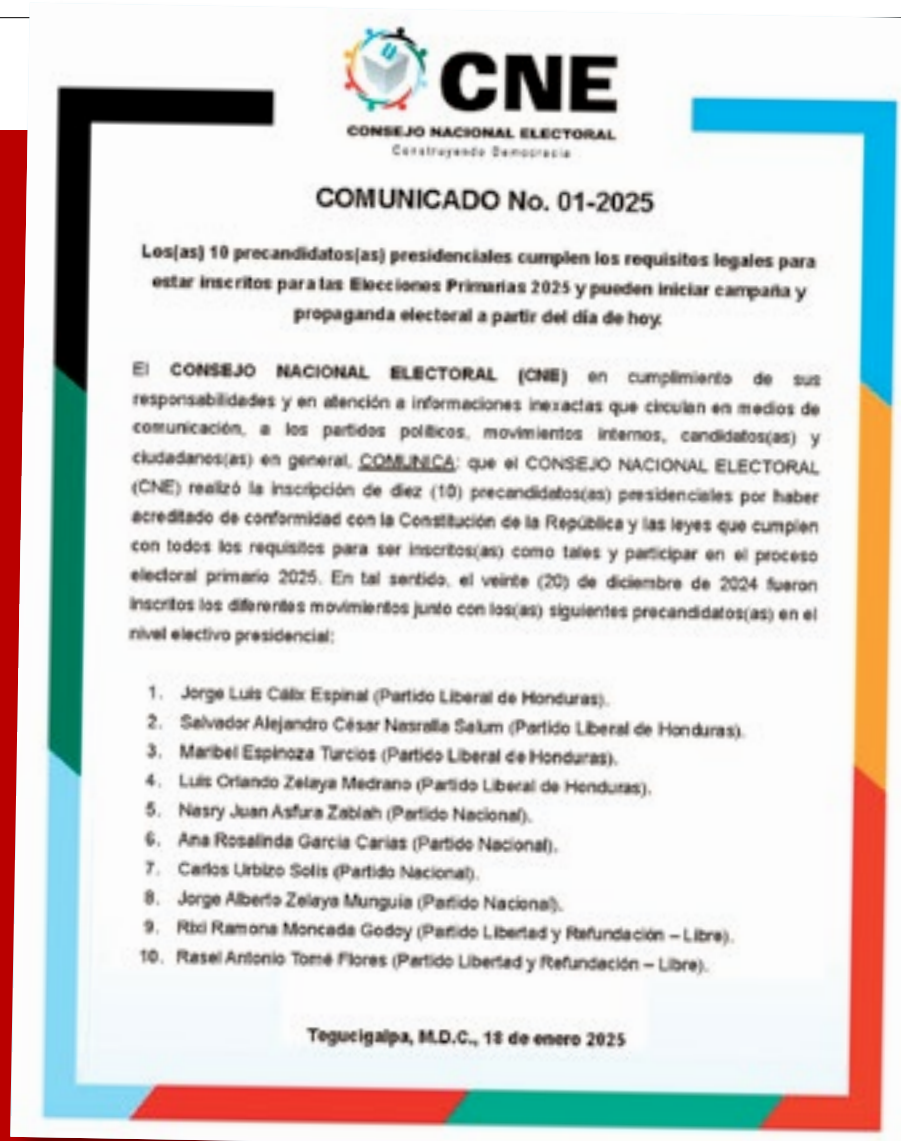 CNE
CONSEJO NACIONAL ELECTORAL
Construyendo Democracia
COMUNICADO No. 01-2025
Los(as) 10 precandidatos(as) presidenciales cumplen los requisitos legales para
estar inscritos para las Elecciones Primarias 2025 y pueden iniciar campaña y
propaganda electoral a partir del día de hoy.
El CONSEJO NACIONAL ELECTORAL (CNE) en cumplimiento de sus
responsabilidades y en atención a informaciones inexactas que circulan en medios de
comunicación, a los partidos políticos, movimientos internos, candidatos(as) y
ciudadanos(as) en general, COMUNICA: que el CONSEJO NACIONAL ELECTORAL
(CNE) realizó la inscripción de diez (10) precandidatos(as) presidenciales por haber
acreditado de conformidad con la Constitución de la República y las leyes que cumplen
con todos los requisitos para ser inscritos(as) como tales y participar en el proceso
electoral primario 2025. En tal sentido, el veinte (20) de diciembre de 2024 fueron
inscritos los diferentes movimientos junto con los(as) siguientes precandidatos(as) en el
nivel electivo presidencial:
1. Jorge Luis Cálix Espinal (Partido Liberal de Honduras).
2. Salvador Alejandro César Nasralla Salum (Partido Liberal de Honduras).
3. Maribel Espinoza Turcios (Partido Liberal de Honduras).
4. Luis Orlando Zelaya Medrano (Partido Liberal de Honduras).
5. Nasry Juan Asfura Zablah (Partido Nacional).
6. Ana Rosalinda García Carías (Partido Nacional).
7. Carlos Urbizo Solís (Partido Nacional).
8. Jorge Alberto Zelaya Munguía (Partido Nacional).
9. Rixi Ramona Moncada Godoy (Partido Libertad y Refundación – Libre).
10. Rasel Antonio Tomé Flores (Partido Libertad y Refundación – Libre).
Tegucigalpa, M.D.C., 18 de enero 2025